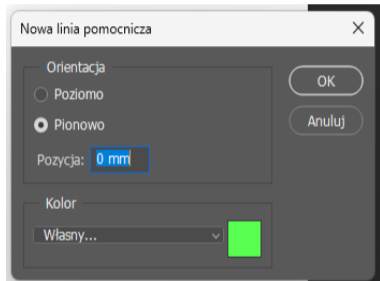 Nowa linia pomocnicza
Orientacja
Poziomo
Pionowo
Pozycja: 0 mm
OK
Anuluj
Kolor
Własny...